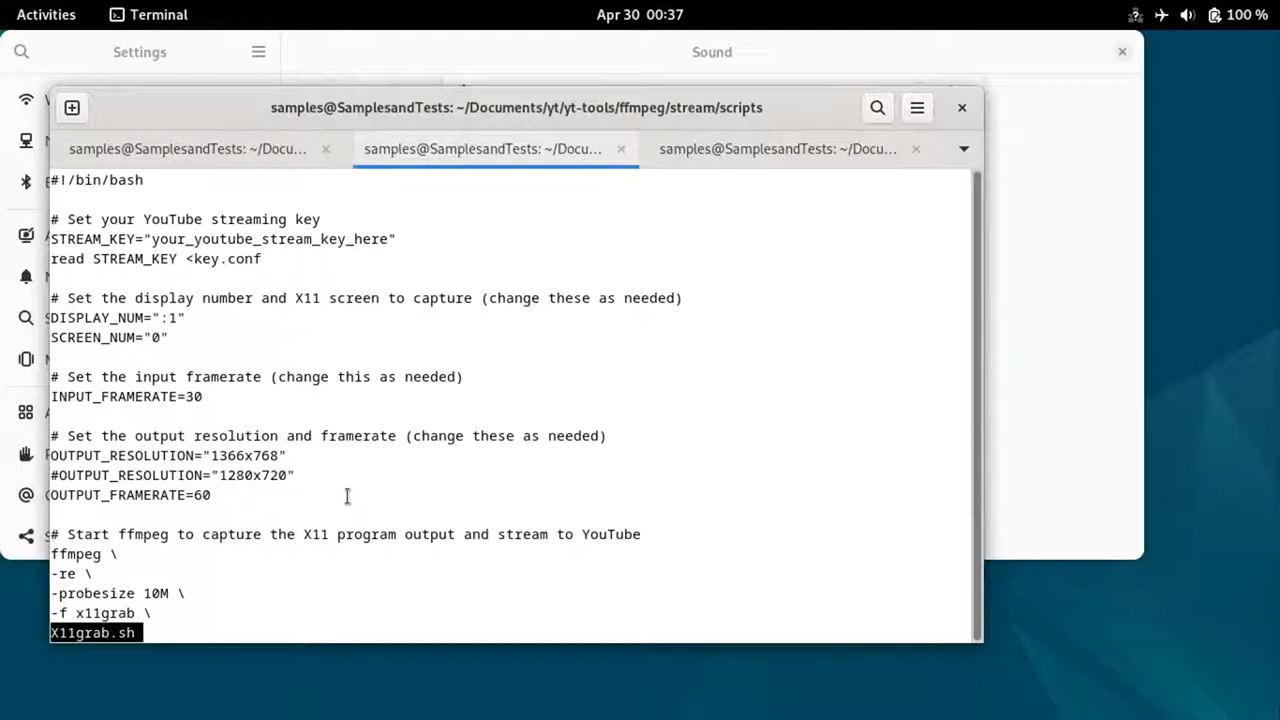 Activities
Terminal
Apr 30 00:37
100 %
Settings
Sound
samples@SamplesandTests: ~/Documents/yt/yt-tools/ffmpeg/stream/scripts
samples@SamplesandTests: ~/Docu...
samples@SamplesandTests: ~/Docu...
samples@SamplesandTests: ~/Docu...
#!/bin/bash
# Set your YouTube streaming key
STREAM_KEY="your_youtube_stream_key_here"
read STREAM_KEY <key.conf
# Set the display number and X11 screen to capture (change these as needed)
DISPLAY_NUM=":1"
SCREEN_NUM="0"
# Set the input framerate (change this as needed)
INPUT_FRAMERATE=30
# Set the output resolution and framerate (change these as needed)
OUTPUT_RESOLUTION="1366x768"
#OUTPUT_RESOLUTION="1280x720"
OUTPUT_FRAMERATE=60
# Start ffmpeg to capture the X11 program output and stream to YouTube
ffmpeg \
-re \
-probesize 10M \
-f x11grab \
X11grab.sh